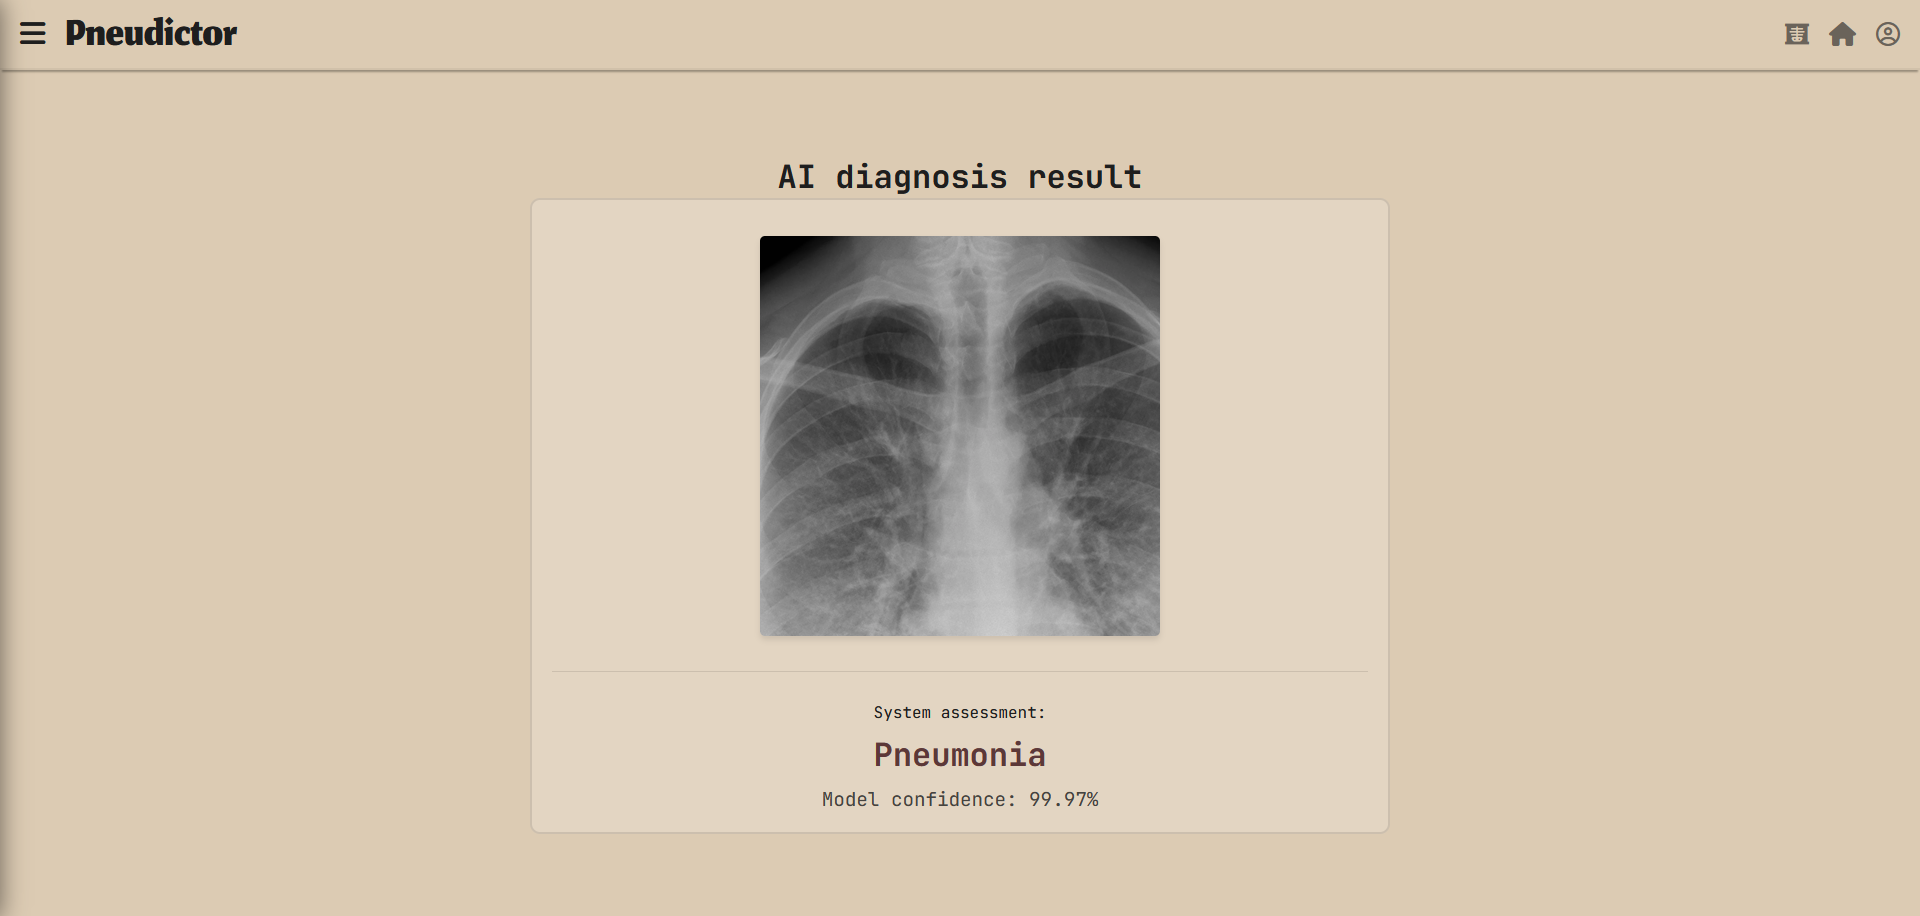 Pneudictor
AI diagnosis result
System assessment:
Pneumonia
Model confidence: 99.97%